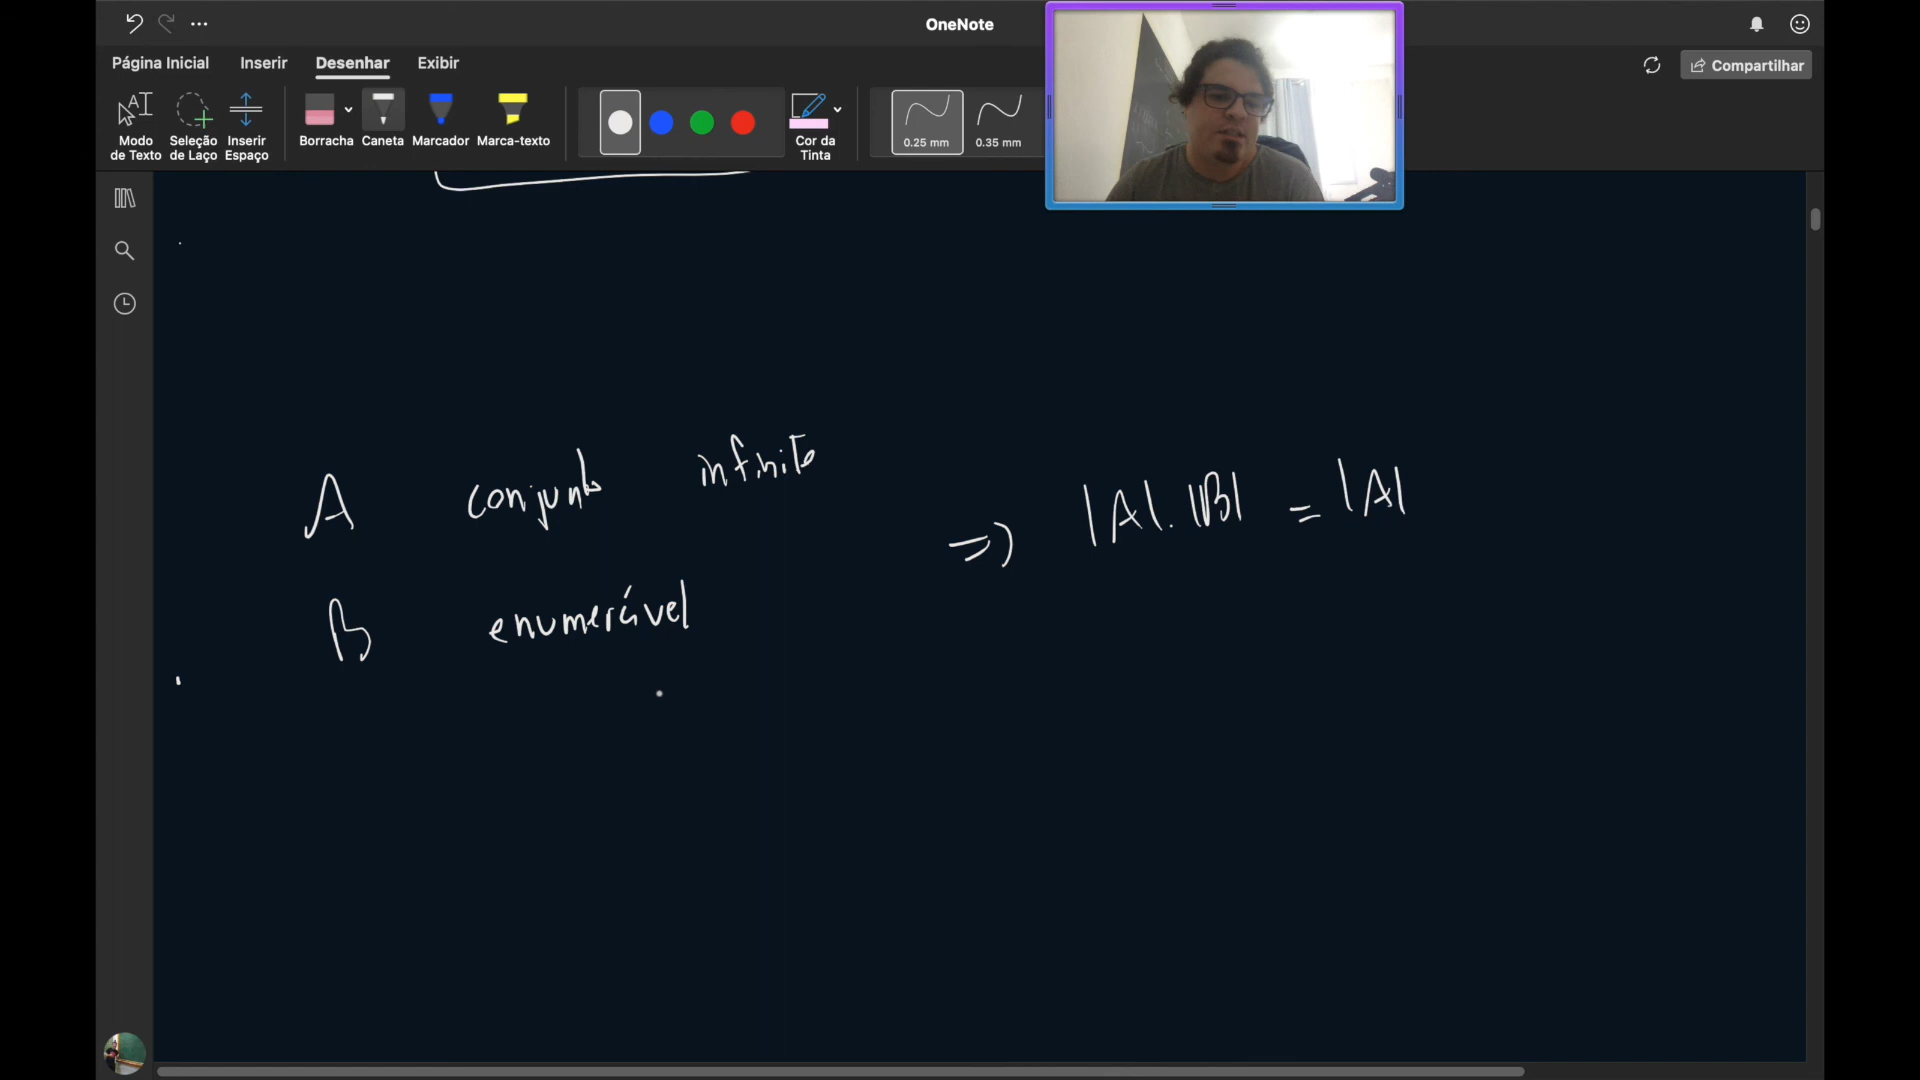 OneNote
Página Inicial Inserir Desenhar Exibir
Compartilhar
Modo de Texto Seleção de Laço Inserir Espaço Borracha Caneta Marcador Marca-texto Cor da Tinta 0.25 mm 0.35 mm
A conjunto infinito
B enumerável
=> |A|.|B| = |A|